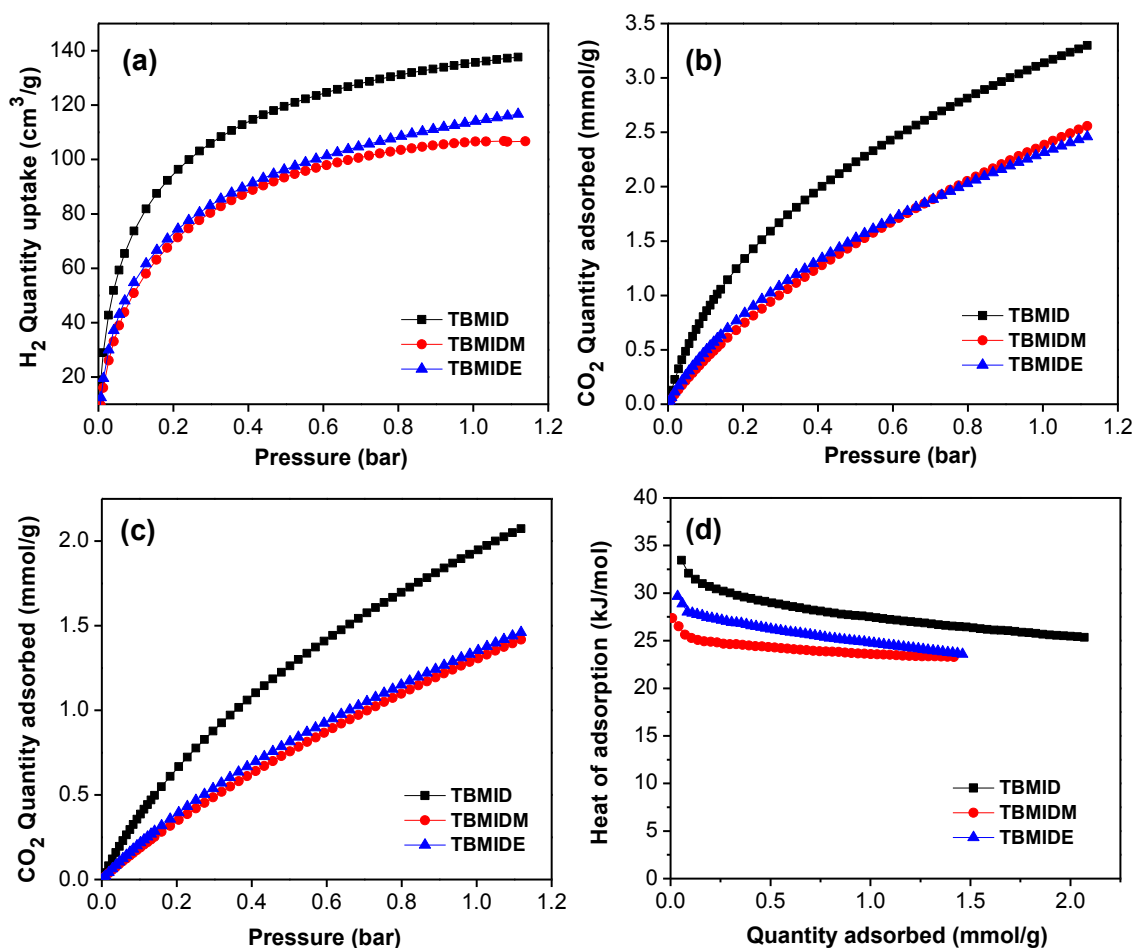 (a)
H₂ Quantity uptake (cm³/g)
140
120
100
80
60
40
20
TBMID
TBMIDM
TBMIDE
0.0 0.2 0.4 0.6 0.8 1.0 1.2
Pressure (bar)
(b)
CO₂ Quantity adsorbed (mmol/g)
3.5
3.0
2.5
2.0
1.5
1.0
0.5
0.0
TBMID
TBMIDM
TBMIDE
0.0 0.2 0.4 0.6 0.8 1.0 1.2
Pressure (bar)
(c)
CO₂ Quantity adsorbed (mmol/g)
2.0
1.5
1.0
0.5
0.0
TBMID
TBMIDM
TBMIDE
0.0 0.2 0.4 0.6 0.8 1.0 1.2
Pressure (bar)
(d)
Heat of adsorption (kJ/mol)
40
35
30
25
22
15
10
5
0
TBMID
TBMIDM
TBMIDE
0.0 0.5 1.0 1.5 2.0
Quantity adsorbed (mmol/g)